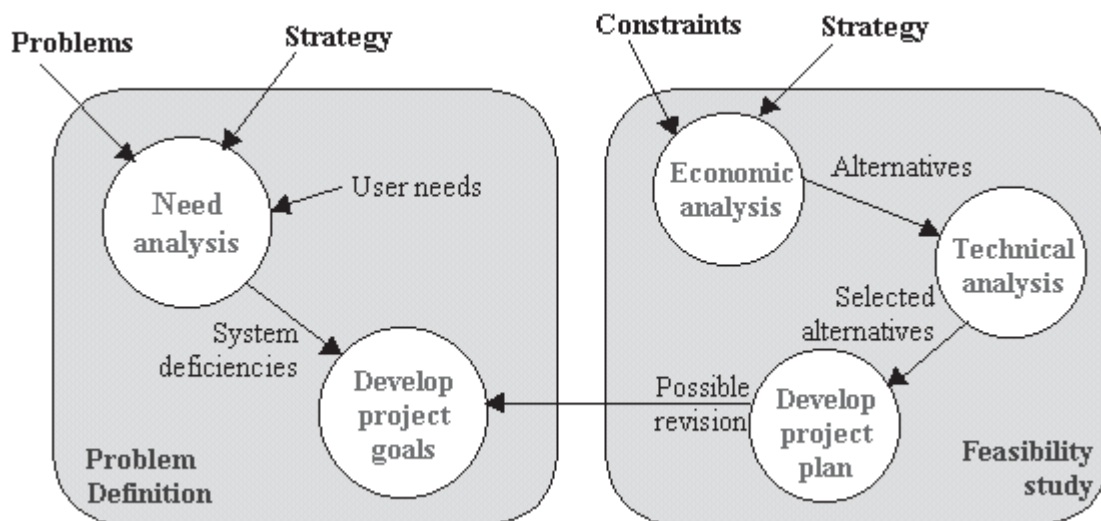 Problems
Strategy
Need
analysis
User needs
System
deficiencies
Develop
project
goals
Problem
Definition
Constraints
Strategy
Economic
analysis
Alternatives
Technical
analysis
Selected
alternatives
Possible
revision
Develop
project
plan
Feasibility
study